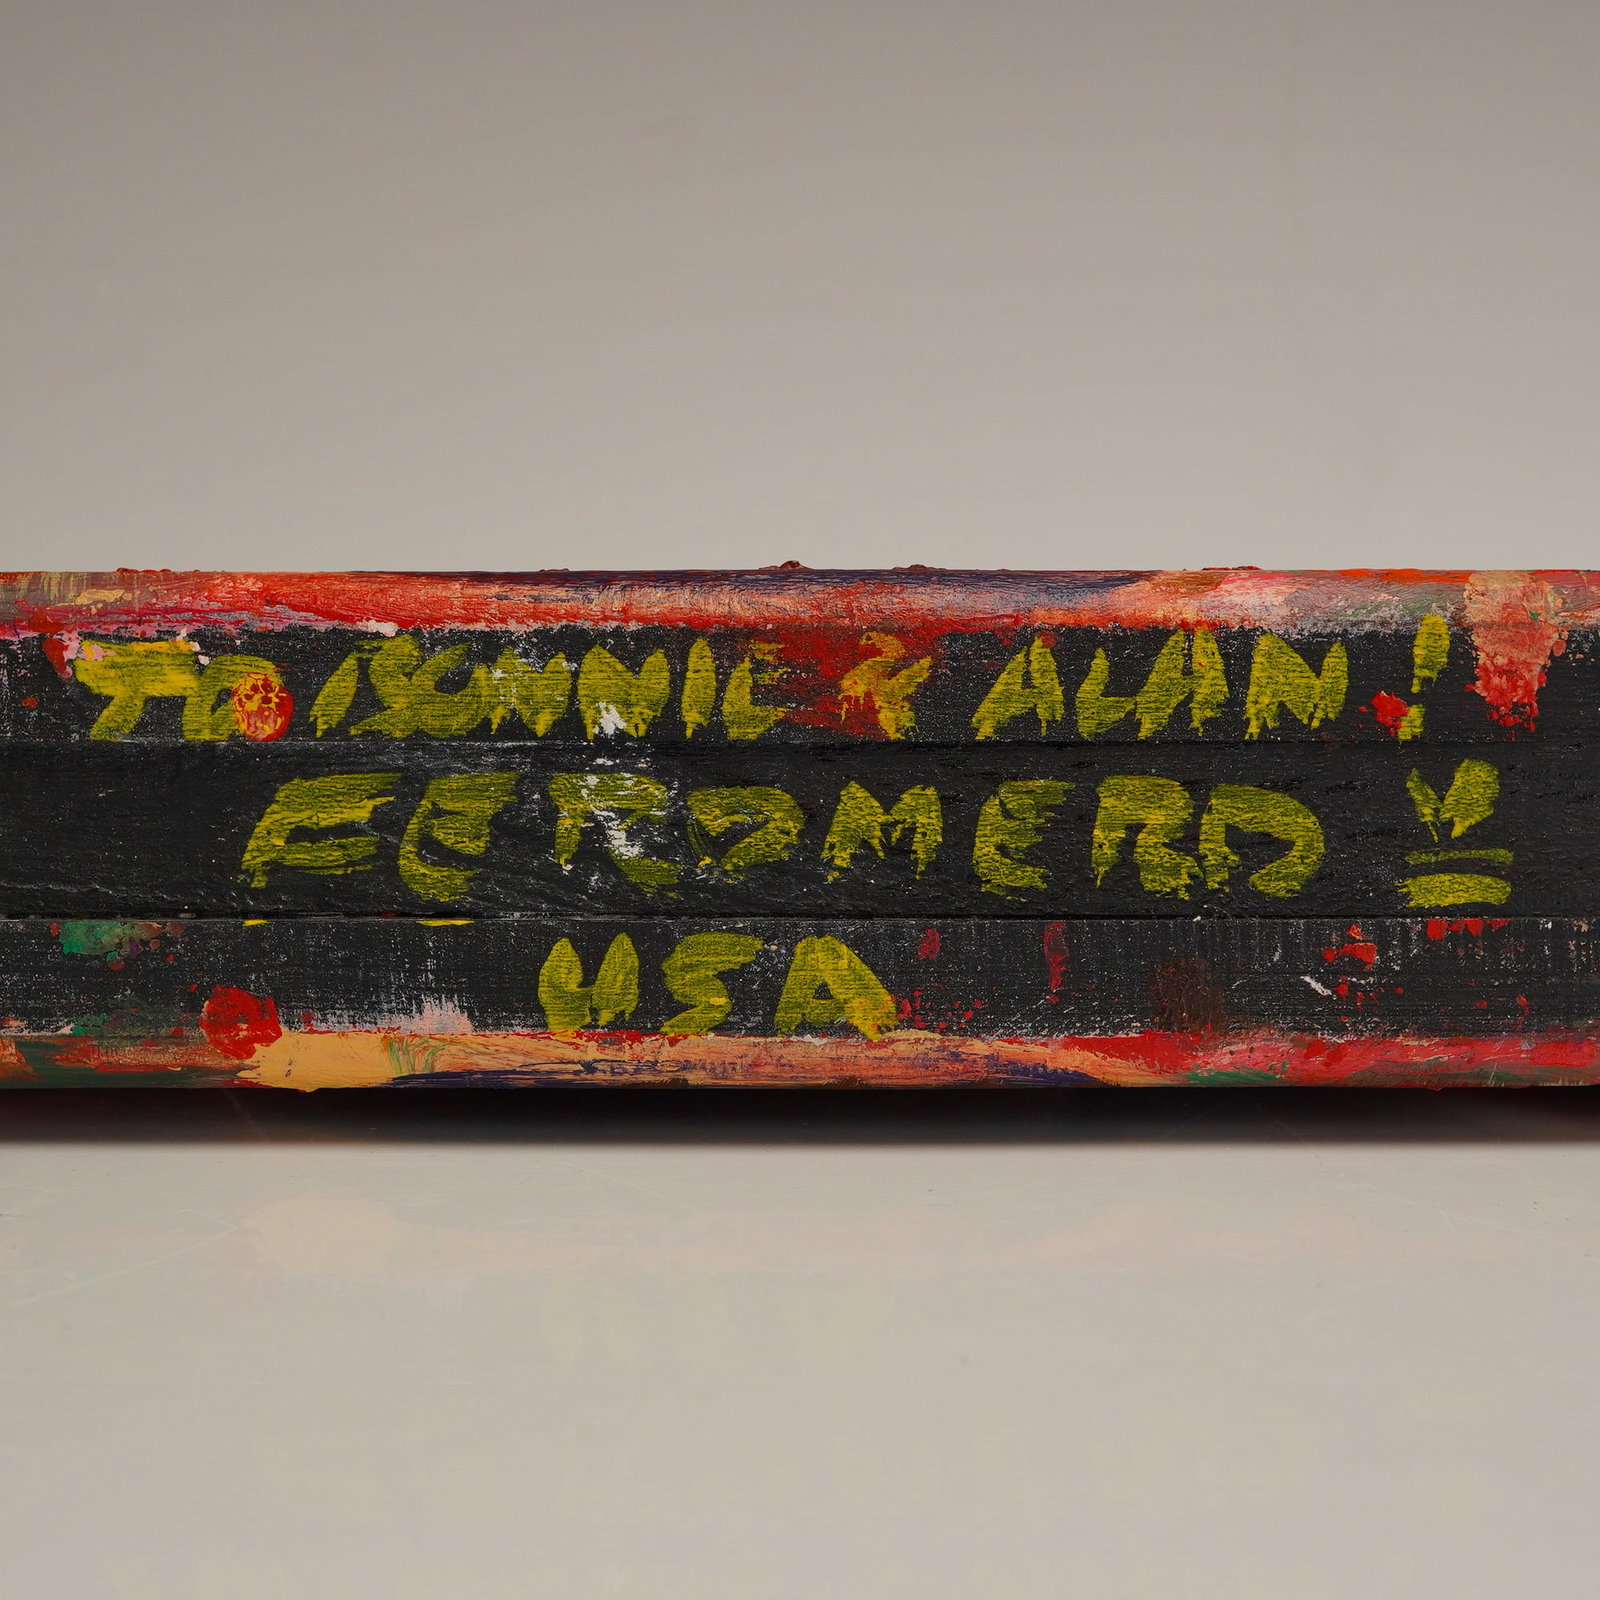 TO BONNIE & ALAN!
FERDMERD
USA